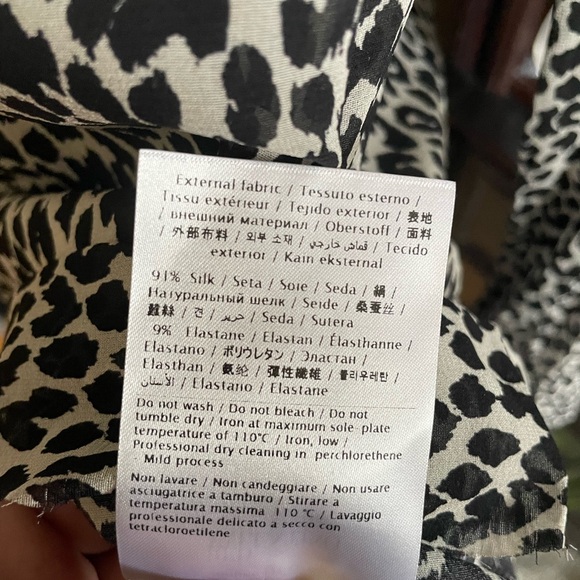 External fabric / Tessuto esterno /
Tissu extérieur / Tejido exterior / 表地
/ внешний материал / Oberstoff / 面料
/ 外部布料 / 외부 소재 / قماش خارجي / Tecido
exterior / Kain eksternal
91% Silk / Seta / Soie / Seda / 絹 /
Натуральный шелк / Seide / 桑蚕丝 /
蠶絲 / 견 / حرير / Seda / Sutera
9% Elastane / Elastan / Élasthanne /
Elastano / ポリウレタン / Эластан /
Elasthan / 氨纶 / 彈性纖維 / 폴리우레탄 /
الأستان / Elastano / Elastane
Do not wash / Do not bleach / Do not
tumble dry / Iron at maximum sole plate
temperature of 110°C / Iron, low /
Professional dry cleaning in perchlorethene
Mild process
Non lavare / Non candeggiare / Non usare
asciugatrice a tamburo / Stirare a
temperatura massima 110 °C / Lavaggio
professionale delicato a secco con
tetracloroetilene